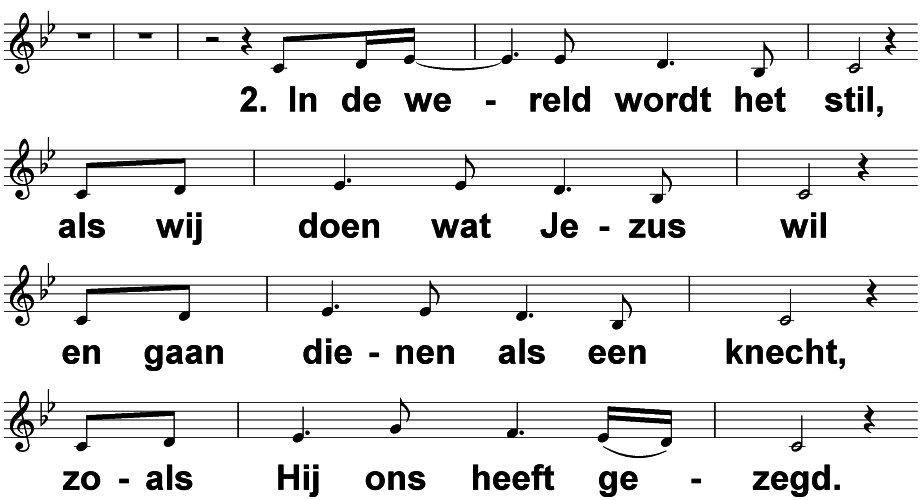 2. In de we - reld wordt het stil,
als wij doen wat Je - zus wil
en gaan die - nen als een knecht,
zo - als Hij ons heeft ge - zegd.